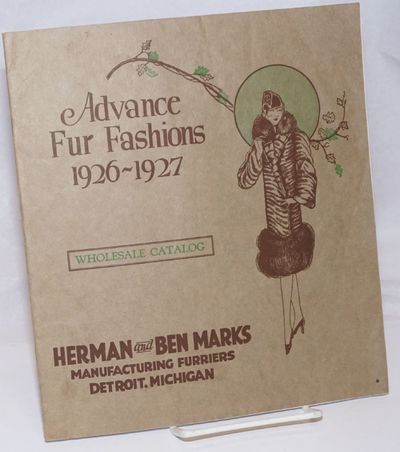 Advance
Fur Fashions
1926~1927
WHOLESALE CATALOG
HERMAN and BEN MARKS
MANUFACTURING FURRIERS
DETROIT, MICHIGAN